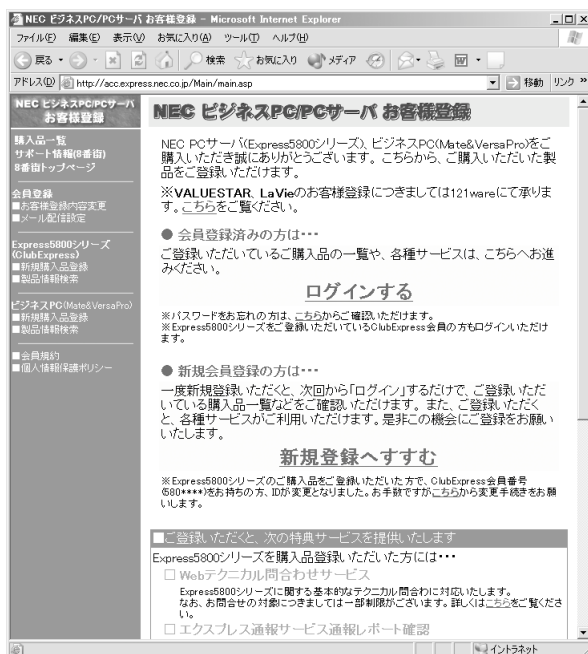 NEC ビジネスPC/PCサーバ お客様登録 - Microsoft Internet Explorer
ファイル(F) 編集(E) 表示(V) お気に入り(A) ツール(T) ヘルプ(H)
戻る 検索 お気に入り メディア
アドレス(D) http://acc.express.nec.co.jp/Main/main.asp 移動 リンク »
NEC ビジネスPC/PCサーバ
お客様登録
購入品一覧
サポート情報(8番街)
8番街トップページ
会員登録
■お客様登録内容変更
■メール配信設定
Express5800シリーズ
(ClubExpress)
■新規購入品登録
■製品情報検索
ビジネスPC(Mate&VersaPro)
■新規購入品登録
■製品情報検索
■会員規約
■個人情報保護ポリシー
NEC ビジネスPC/PCサーバ お客様登録
NEC PCサーバ(Express5800シリーズ)、ビジネスPC(Mate&VersaPro)をご
購入いただき誠にありがとうございます。こちらから、ご購入いただいた製
品をご登録いただけます。
※VALUESTAR、LaVieのお客様登録につきましては121wareにて承りま
す。こちらをご覧ください。
● 会員登録済みの方は・・・
ご登録いただいているご購入品の一覧や、各種サービスは、こちらへお進
みください。
ログインする
※パスワードをお忘れの方は、こちらからご確認いただけます。
※Express5800シリーズをご登録いただいているClubExpress会員の方もログインいただけ
ます。
● 新規会員登録の方は・・・
一度新規登録いただくと、次回から「ログイン」するだけで、ご登録いただ
いている購入品一覧などをご確認いただけます。また、ご登録いただく
と、各種サービスがご利用いただけます。是非この機会にご登録をお願い
いたします。
新規登録へすすむ
※Express5800シリーズのご購入品をご登録いただいた方で、ClubExpress会員番号
(580****)をお持ちの方、IDが変更となりました。お手数ですがこちらから変更手続きをお願
いします。
■ご登録いただくと、次の特典サービスを提供いたします
Express5800シリーズを購入品登録いただいた方には・・・
□ Webテクニカル問合わせサービス
Express5800シリーズに関する基本的なテクニカル問合わに対応いたします。
なお、お問合せの対象につきましては一部制限がございます。詳しくはこちらをご覧くださ
い。
□ エクスプレス通報サービス通報レポート確認
イントラネット